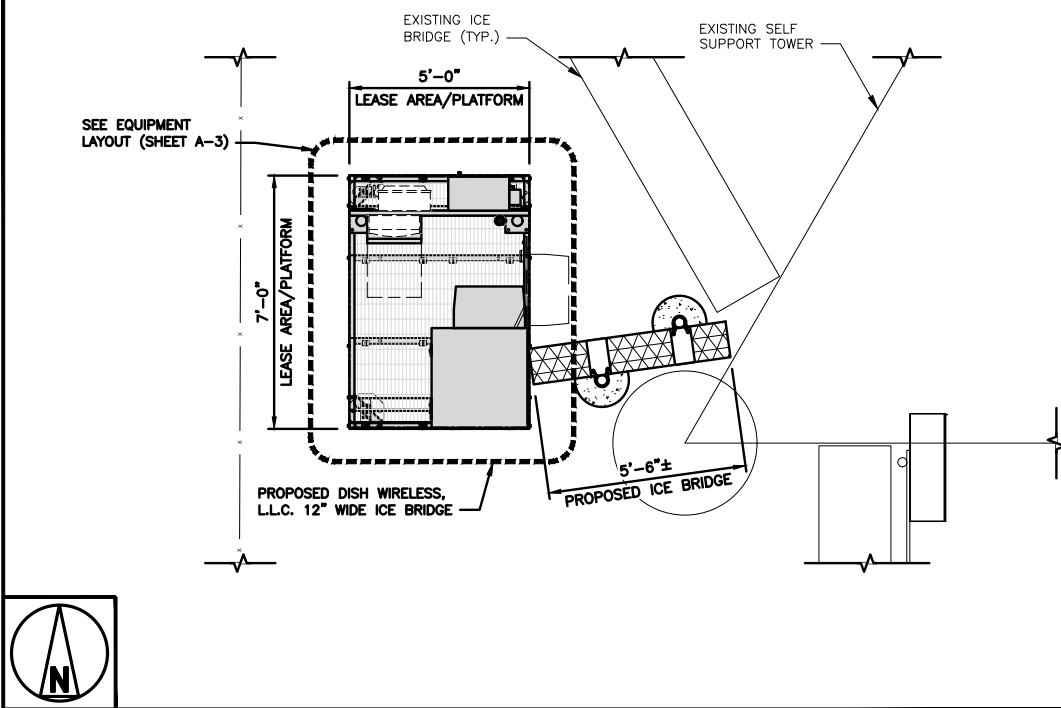 EXISTING ICE
BRIDGE (TYP.)
EXISTING SELF
SUPPORT TOWER
5'-0"
LEASE AREA/PLATFORM
SEE EQUIPMENT
LAYOUT (SHEET A-3)
7'-0"
LEASE AREA/PLATFORM
5'-6"±
PROPOSED ICE BRIDGE
PROPOSED DISH WIRELESS,
L.L.C. 12" WIDE ICE BRIDGE
N